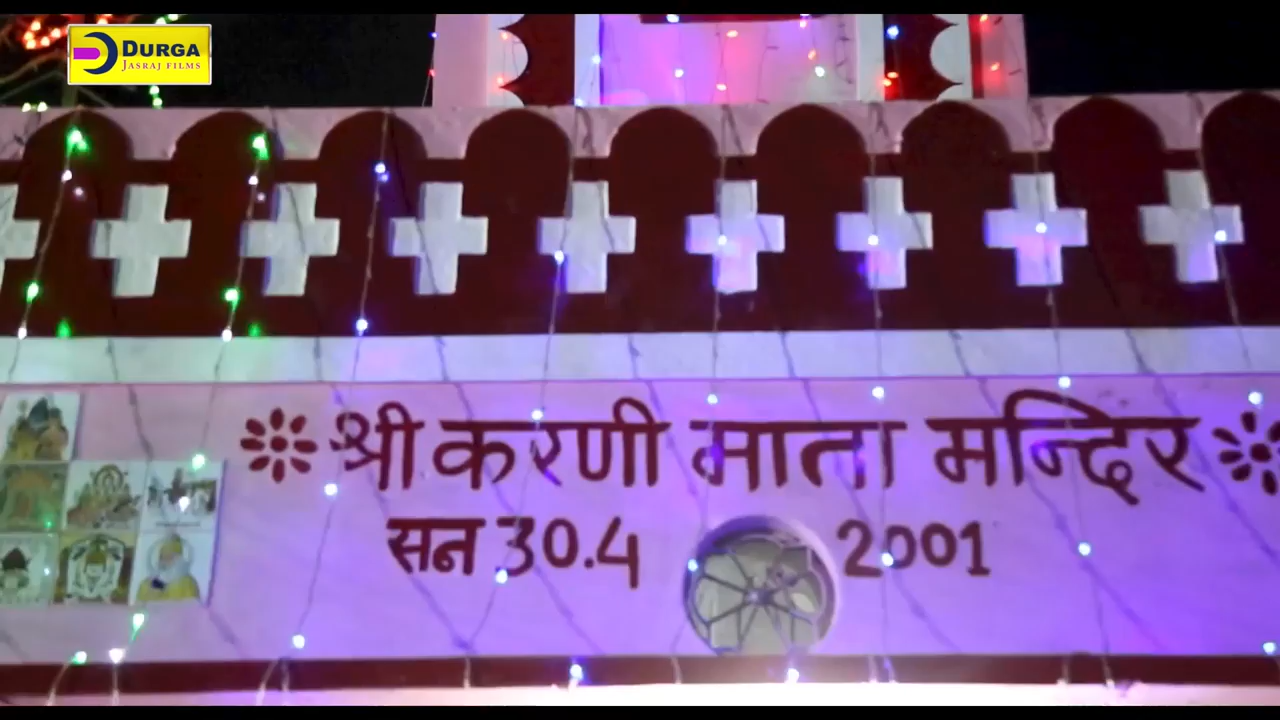 DURGA
JASRAJ FILMS
श्री करणी माता मन्दिर
सन 30.4 2001